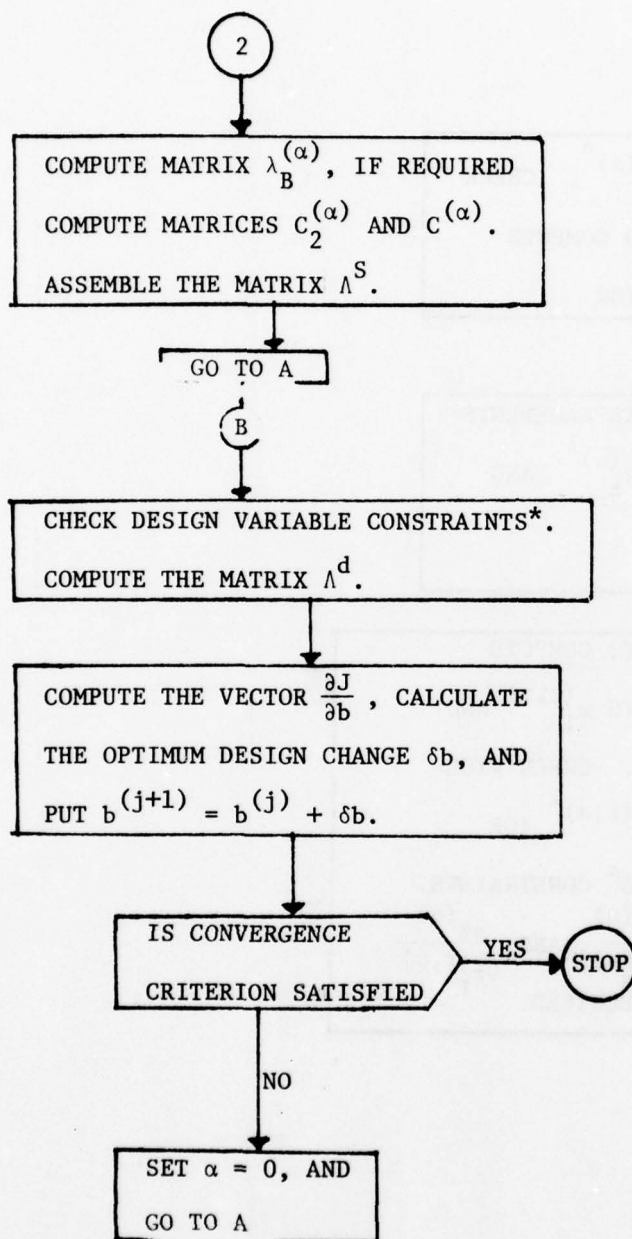 2
COMPUTE MATRIX λ_B^(α), IF REQUIRED
COMPUTE MATRICES C_2^(α) AND C^(α).
ASSEMBLE THE MATRIX Λ^S.
GO TO A
B
CHECK DESIGN VARIABLE CONSTRAINTS*.
COMPUTE THE MATRIX Λ^d.
COMPUTE THE VECTOR ∂J/∂b, CALCULATE
THE OPTIMUM DESIGN CHANGE δb, AND
PUT b^(j+1) = b^(j) + δb.
IS CONVERGENCE
CRITERION SATISFIED
YES
STOP
NO
SET α = 0, AND
GO TO A